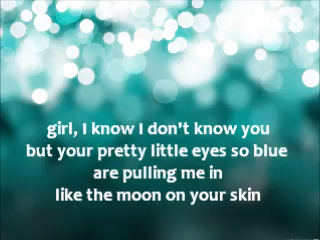 girl, I know I don't know you
but your pretty little eyes so blue
are pulling me in
like the moon on your skin